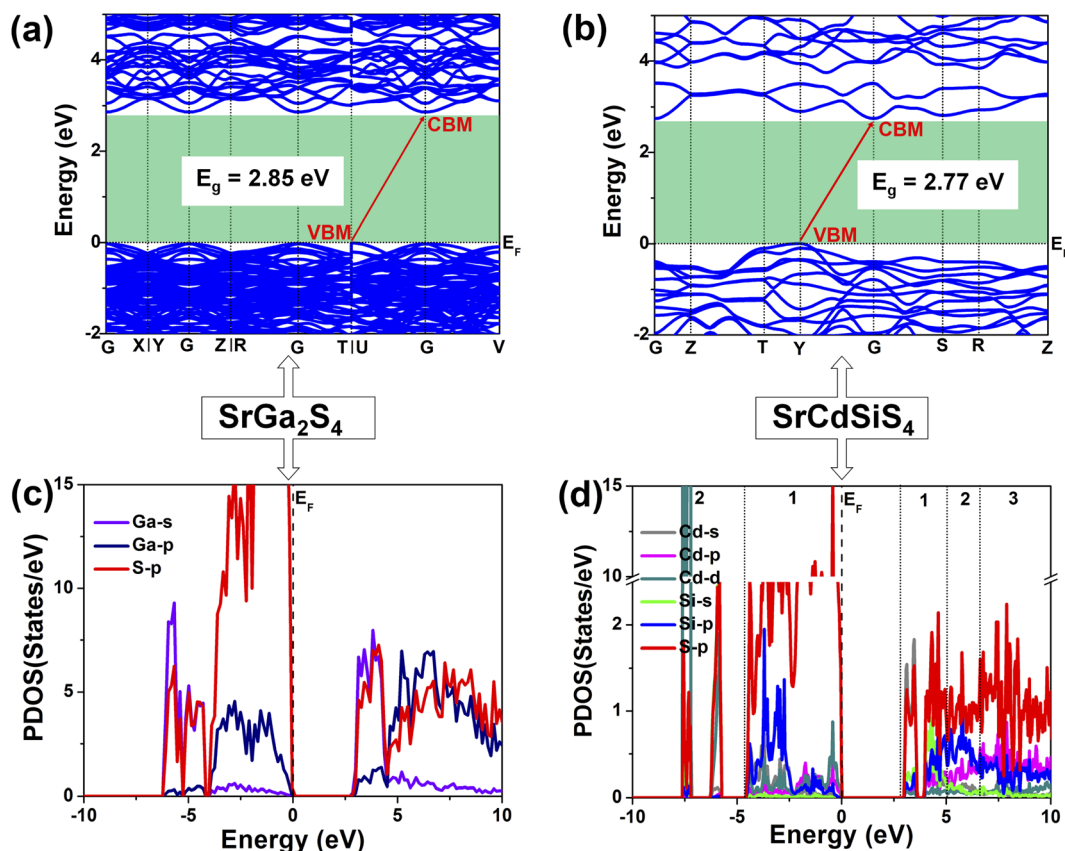 (a)
Energy (eV)
4
2
0
-2
E_g = 2.85 eV
CBM
VBM
E_F
G X|Y G Z|R G T|U G V
(b)
Energy (eV)
4
2
0
-2
E_g = 2.77 eV
CBM
VBM
E_F
G Z T Y G S R Z
SrGa₂S₄
SrCdSiS₄
(c)
PDOS(States/eV)
15
10
5
0
Ga-s
Ga-p
S-p
E_F
-10 -5 0 5 10
Energy (eV)
(d)
PDOS(States/eV)
15
10
2
1
0
2 1 E_F 1 2 3
Cd-s
Cd-p
Cd-d
Si-s
Si-p
S-p
-10 -5 0 5 10
Energy (eV)